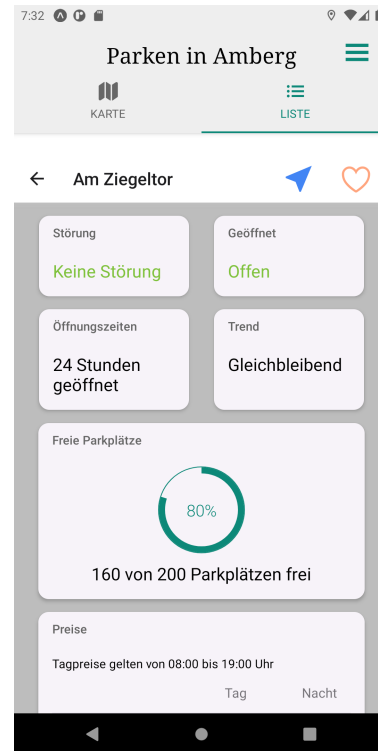 7:32
Parken in Amberg
KARTE
LISTE
Am Ziegeltor
Störung
Geöffnet
Keine Störung
Offen
Öffnungszeiten
Trend
24 Stunden
geöffnet
Gleichbleibend
Freie Parkplätze
80%
160 von 200 Parkplätzen frei
Preise
Tagpreise gelten von 08:00 bis 19:00 Uhr
Tag
Nacht